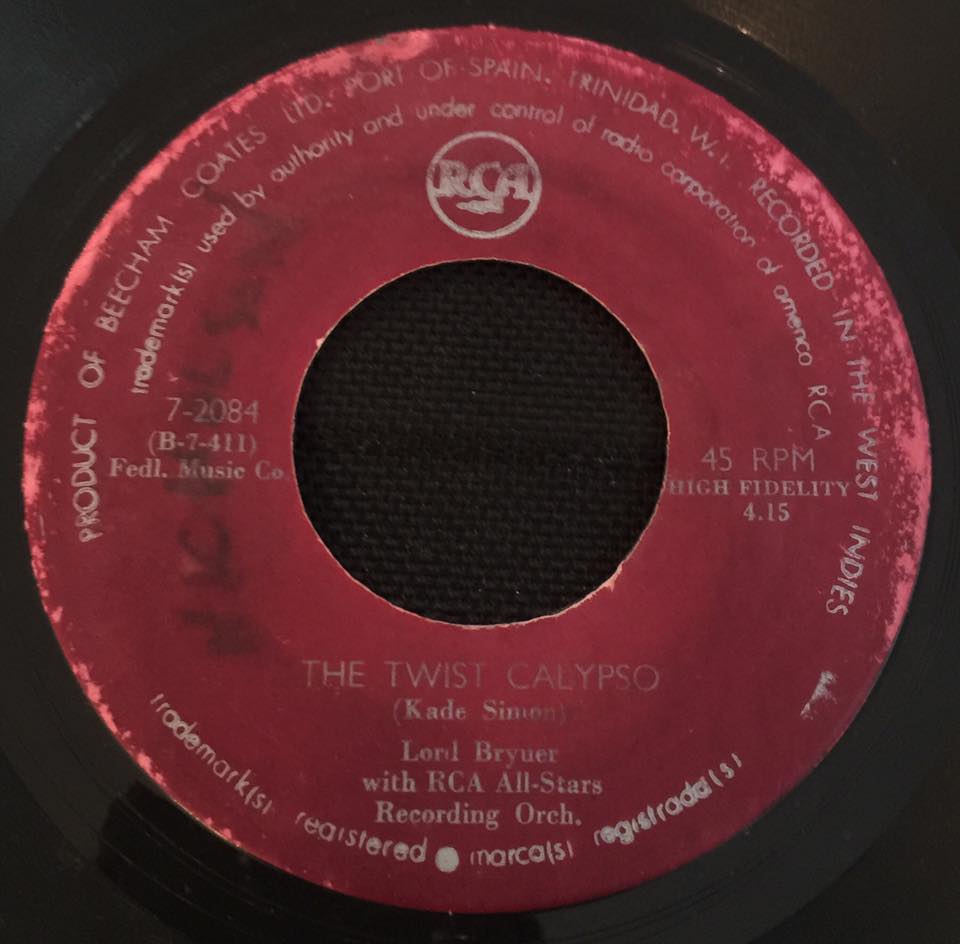 PRODUCT OF BEECHAM COATES LTD. PORT OF SPAIN. TRINIDAD. W.I. RECORDED IN THE WEST INDIES
trademark(s) used by authority and under control of radio corporation of america RCA
RCA
7-2084
(B-7-411)
Fedl. Music Co.
45 RPM
HIGH FIDELITY
4.15
THE TWIST CALYPSO
(Kade Simon)
Lord Bryner
with RCA All-Stars
Recording Orch.
trademark(s) registered ● marca(s) registrada(s)